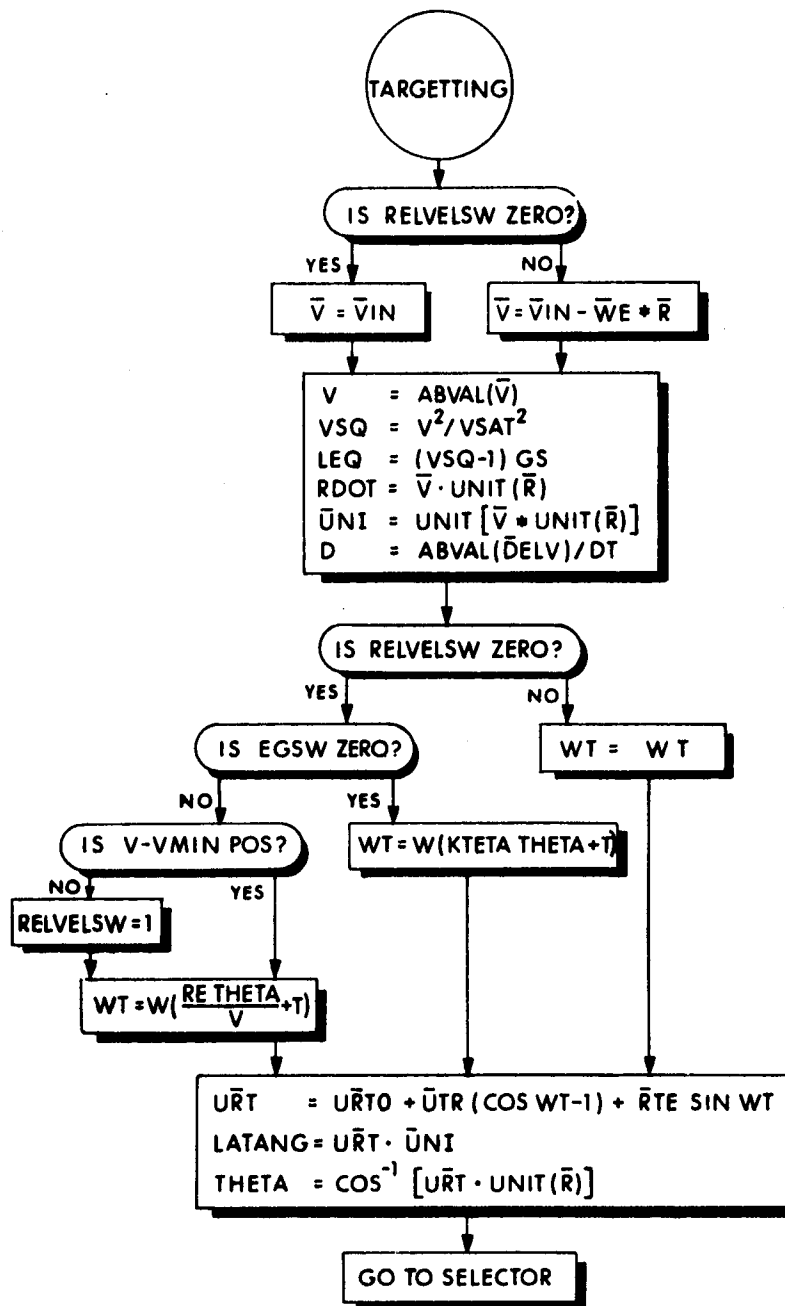 TARGETTING
IS RELVELSW ZERO?
YES
NO
V̄ = V̄IN
V̄ = V̄IN - W̄E * R̄
V = ABVAL(V̄)
VSQ = V²/VSAT²
LEQ = (VSQ-1) GS
RDOT = V̄ · UNIT(R̄)
ŪNI = UNIT [V̄ * UNIT(R̄)]
D = ABVAL(D̄ELV)/DT
IS RELVELSW ZERO?
YES
NO
IS EGSW ZERO?
WT = W T
NO
YES
IS V-VMIN POS?
WT=W(KTETA THETA+T)
NO
YES
RELVELSW=1
WT=W(RE THETA/V+T)
UR̄T = UR̄TO + ŪTR (COS WT-1) + R̄TE SIN WT
LATANG = UR̄T · ŪNI
THETA = COS⁻¹ [UR̄T · UNIT(R̄)]
GO TO SELECTOR